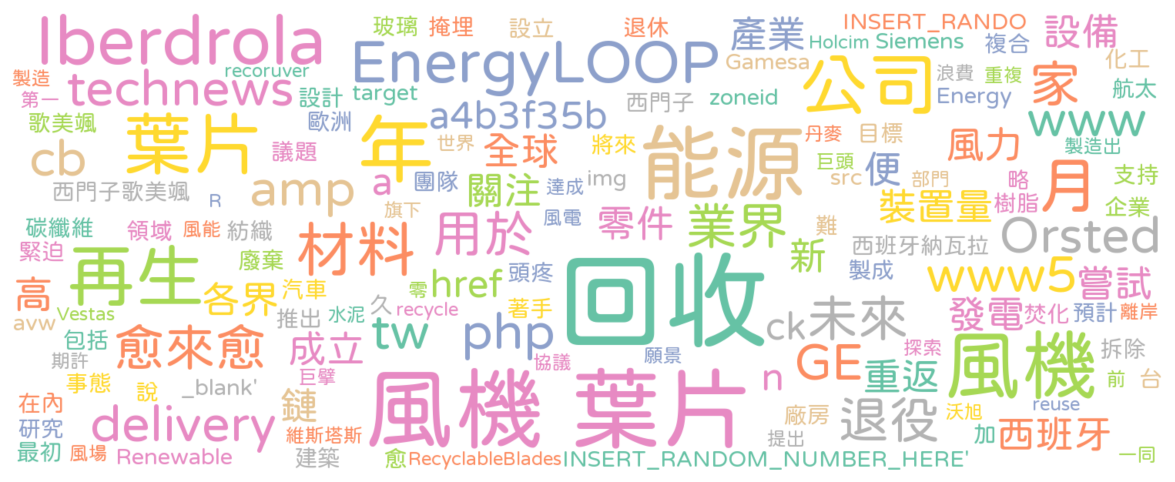 Iberdrola
玻璃 掩埋 設立 退休 產業 INSERT_RANDO 設備
EnergyLOOP Holcim Siemens 複合 化工
製造 recoruver technews Gamesa 公司 浪費 重複 家 航太
第一 設計 target 西門子 zoneid Energy
歌美颯 葉片 歐洲 年 a4b3f35b www
cb 議題 世界 全球 將來 能源 丹麥 目標 風力 製造出
西門子歌美颯 amp a 團隊 關注 達成 img 巨頭 src 便 部門 略 月 支持
R 旗下 裝置量 樹脂 企業
碳纖維 領域 風能 紡織 材料 用於 風電 零件 業界 難 西班牙納瓦拉 Orsted
緊迫 再生 廢棄 新
高 各界 汽車 零 href 頭疼 回收 製成 www5 嘗試
avw Vestas 推出 水泥 久 recycle 著手 ck 未來 發電 焚化 預計 離岸
包括 愈來愈 成立 tw php 願景 GE 探索 風機 拆除
期許 巨擘 協議 重返
事態 說 _blank' 風機 葉片 n 前 台
在內 delivery 鏈 廠房 退役 沃旭 reuse
研究 維斯塔斯 提出 加 西班牙
最初 風場 Renewable 建築 愈 RecyclableBlades INSERT_RANDOM_NUMBER_HERE' 一同